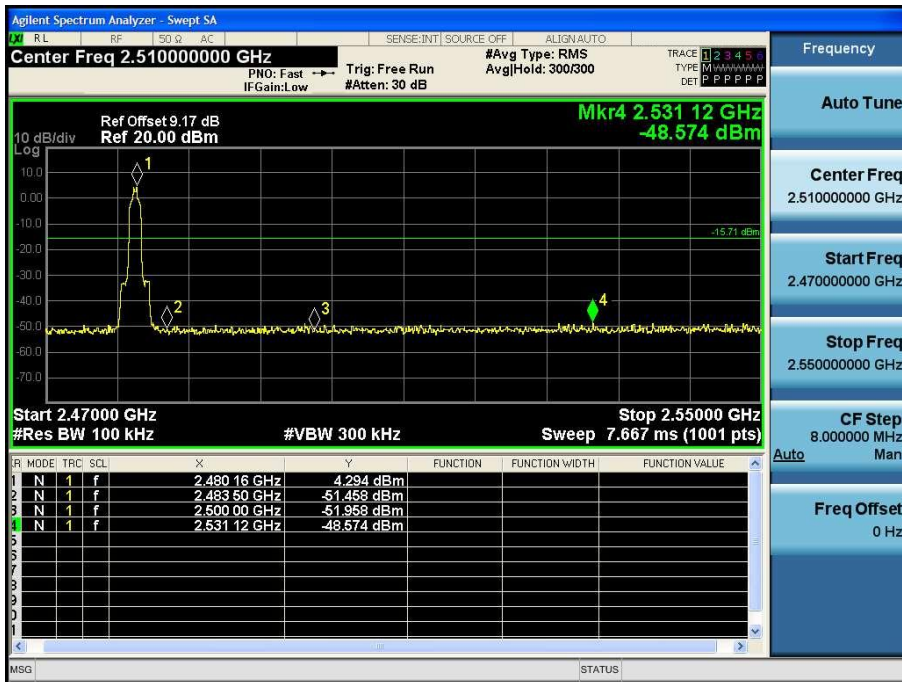 Agilent Spectrum Analyzer - Swept SA
LXI RL RF 50 Ω AC SENSE:INT SOURCE OFF ALIGN AUTO
Center Freq 2.510000000 GHz
PNO: Fast
IFGain:Low
Trig: Free Run
#Atten: 30 dB
#Avg Type: RMS
Avg|Hold: 300/300
TRACE 1 2 3 4 5 6
TYPE MWWWWW
DET P P P P P P
Mkr4 2.531 12 GHz
-48.574 dBm
Ref Offset 9.17 dB
10 dB/div Ref 20.00 dBm
Log
10.0
0.00
-10.0
-20.0
-30.0
-40.0
-50.0
-60.0
-70.0
1
2
3
4
-15.71 dBm
Start 2.47000 GHz Stop 2.55000 GHz
#Res BW 100 kHz #VBW 300 kHz Sweep 7.667 ms (1001 pts)
MODE TRC SCL X Y FUNCTION FUNCTION WIDTH FUNCTION VALUE
1 N 1 f 2.480 16 GHz 4.294 dBm
2 N 1 f 2.483 50 GHz -51.458 dBm
3 N 1 f 2.500 00 GHz -51.958 dBm
4 N 1 f 2.531 12 GHz -48.574 dBm
MSG STATUS
Frequency
Auto Tune
Center Freq
2.510000000 GHz
Start Freq
2.470000000 GHz
Stop Freq
2.550000000 GHz
CF Step
8.000000 MHz
Auto Man
Freq Offset
0 Hz